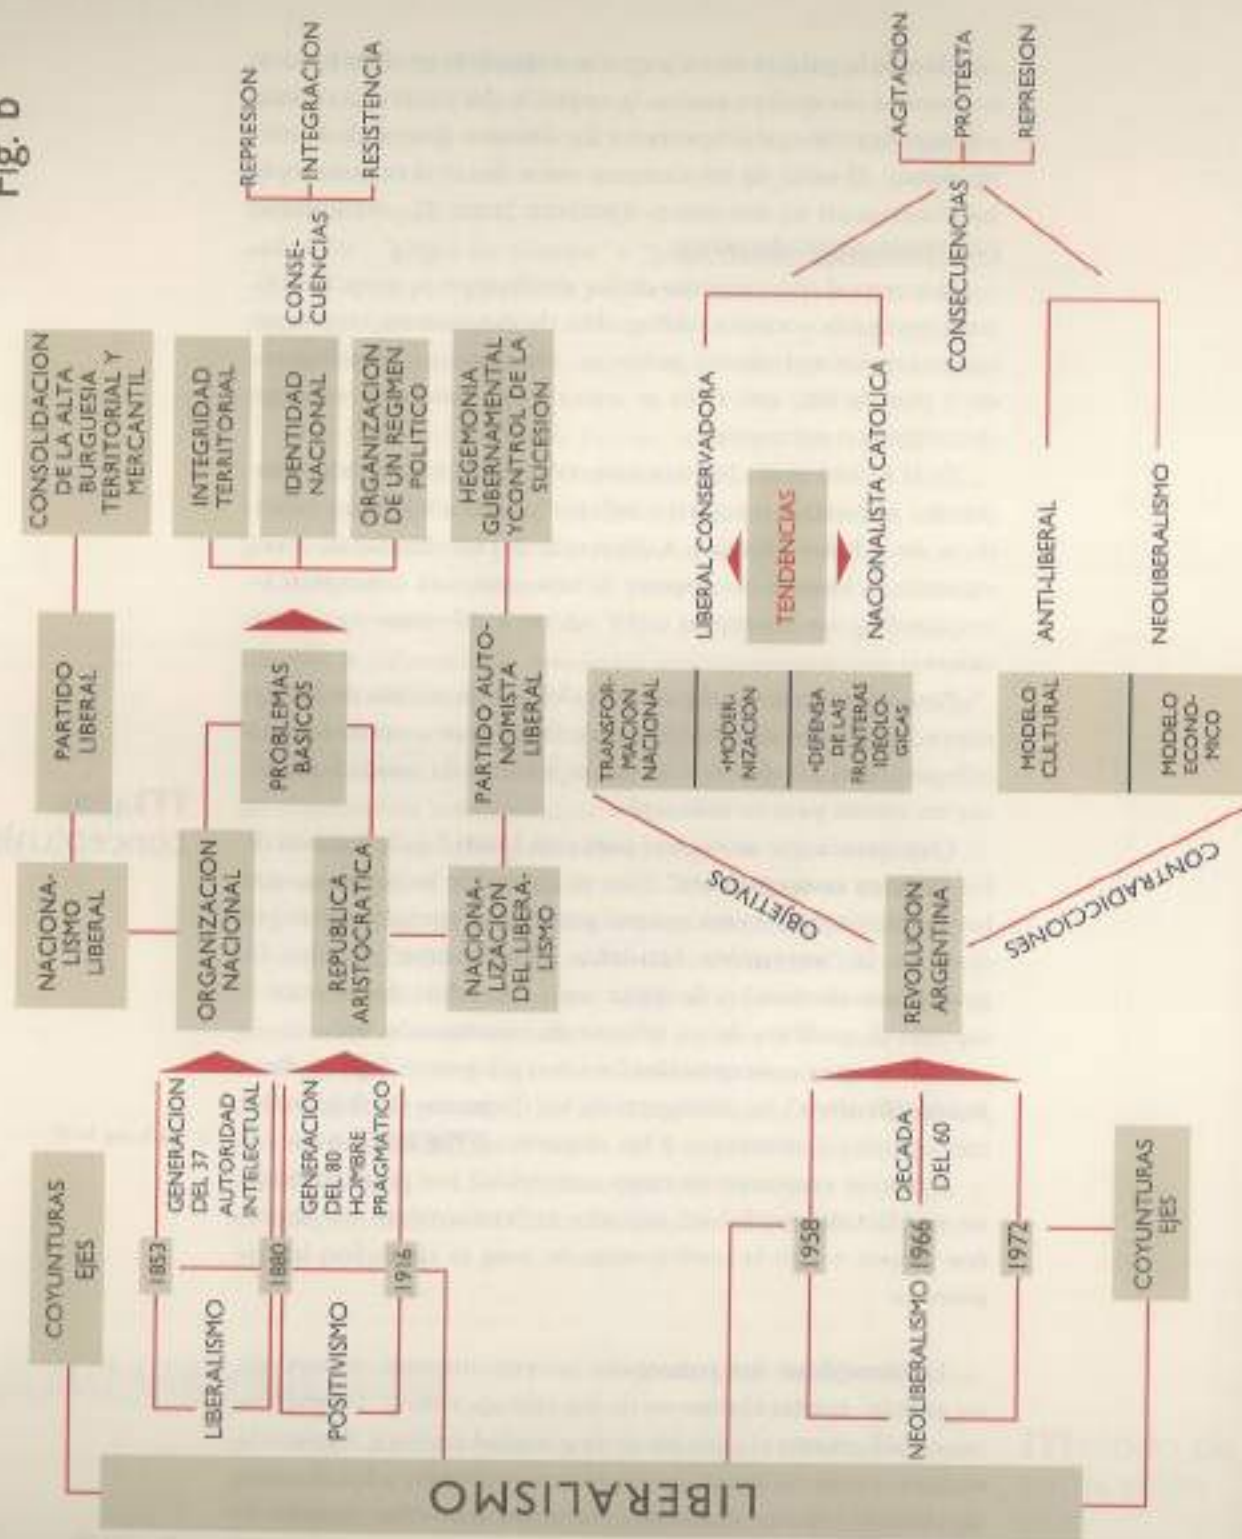 Fig. b
LIBERALISMO
COYUNTURAS
EJES
LIBERALISMO
POSITIVISMO
1853
1880
1916
GENERACION
DEL 37
AUTORIDAD
INTELECTUAL
GENERACIÓN
DEL 80
HOMBRE
PRAGMATICO
NACIONA-
LISMO
LIBERAL
ORGANIZACION
NACIONAL
REPUBLICA
ARISTOCRATICA
NACIONA-
LIZACION
DEL LIBERA-
LISMO
PARTIDO
LIBERAL
PROBLEMAS
BASICOS
PARTIDO AUTO-
NOMISTA
LIBERAL
CONSOLIDACION
DE LA ALTA
BURGUESIA
TERRITORIAL Y
MERCANTIL
INTEGRIDAD
TERRITORIAL
IDENTIDAD
NACIONAL
ORGANIZACION
DE UN REGIMEN
POLITICO
HEGEMONIA
GUBERNAMENTAL
YCONTROL DE LA
SUCESION
CONSE-
CUENCIAS
REPRESION
INTEGRACION
RESISTENCIA
NEOLIBERALISMO
1958
1966
1972
DECADA
DEL 60
COYUNTURAS
EJES
REVOLUCION
ARGENTINA
OBJETIVOS
CONTRADICCIONES
TRANSFOR-
MACION
NACIONAL
•MODER-
NIZACION
•DEFENSA
DE LAS
FRONTERAS
IDEOLO-
GICAS
TENDENCIAS
LIBERAL CONSERVADORA
NACIONALISTA CATOLICA
MODELO
CULTURAL
MODELO
ECONO-
MICO
ANTI-LIBERAL
NEOLIBERALISMO
CONSECUENCIAS
AGITACION
PROTESTA
REPRESION